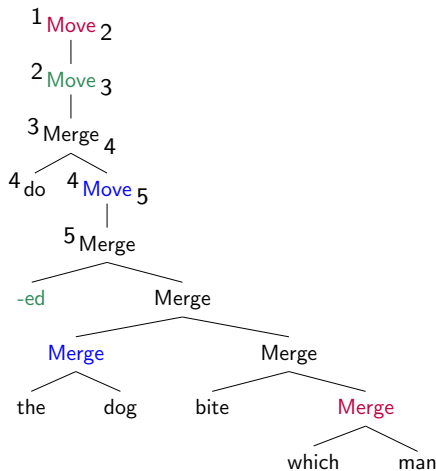 1 Move 2
2 Move 3
3 Merge 4
4 do 4 Move 5
5 Merge
-ed Merge
Merge Merge
the dog bite Merge
which man